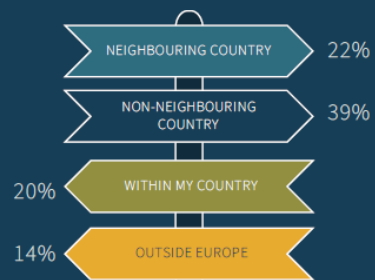 NEIGHBOURING COUNTRY 22%
NON-NEIGHBOURING
COUNTRY
39%
20% WITHIN MY COUNTRY
14% OUTSIDE EUROPE